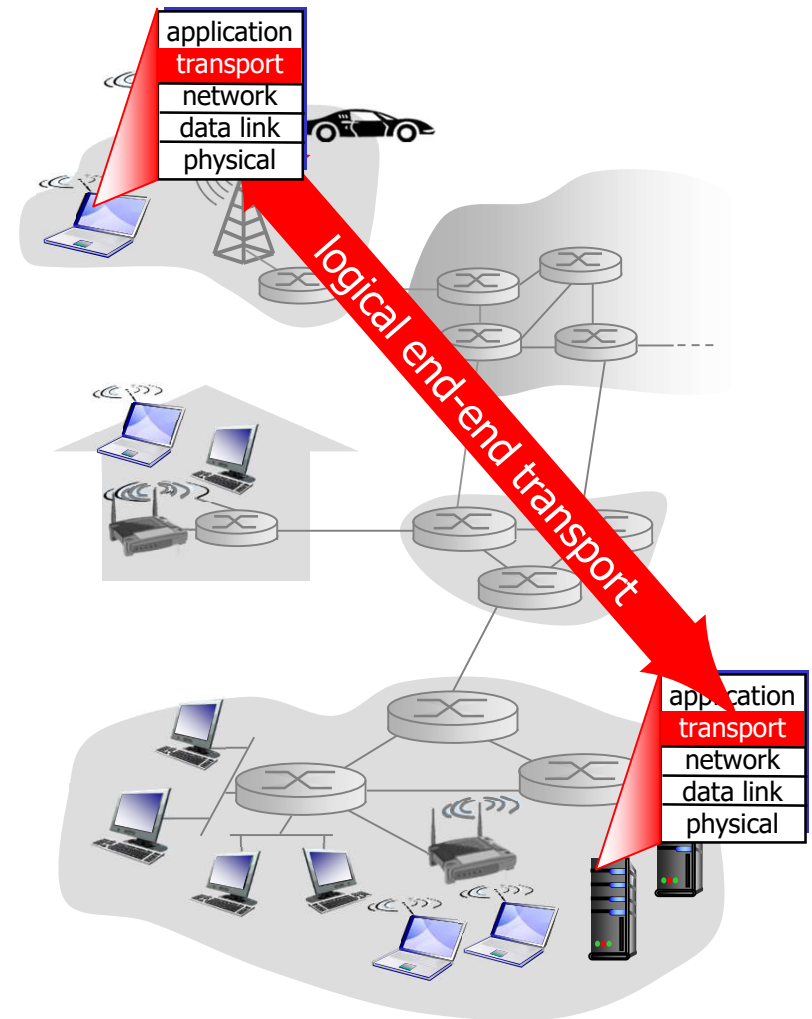 application
transport
network
data link
physical
logical end-end transport
application
transport
network
data link
physical